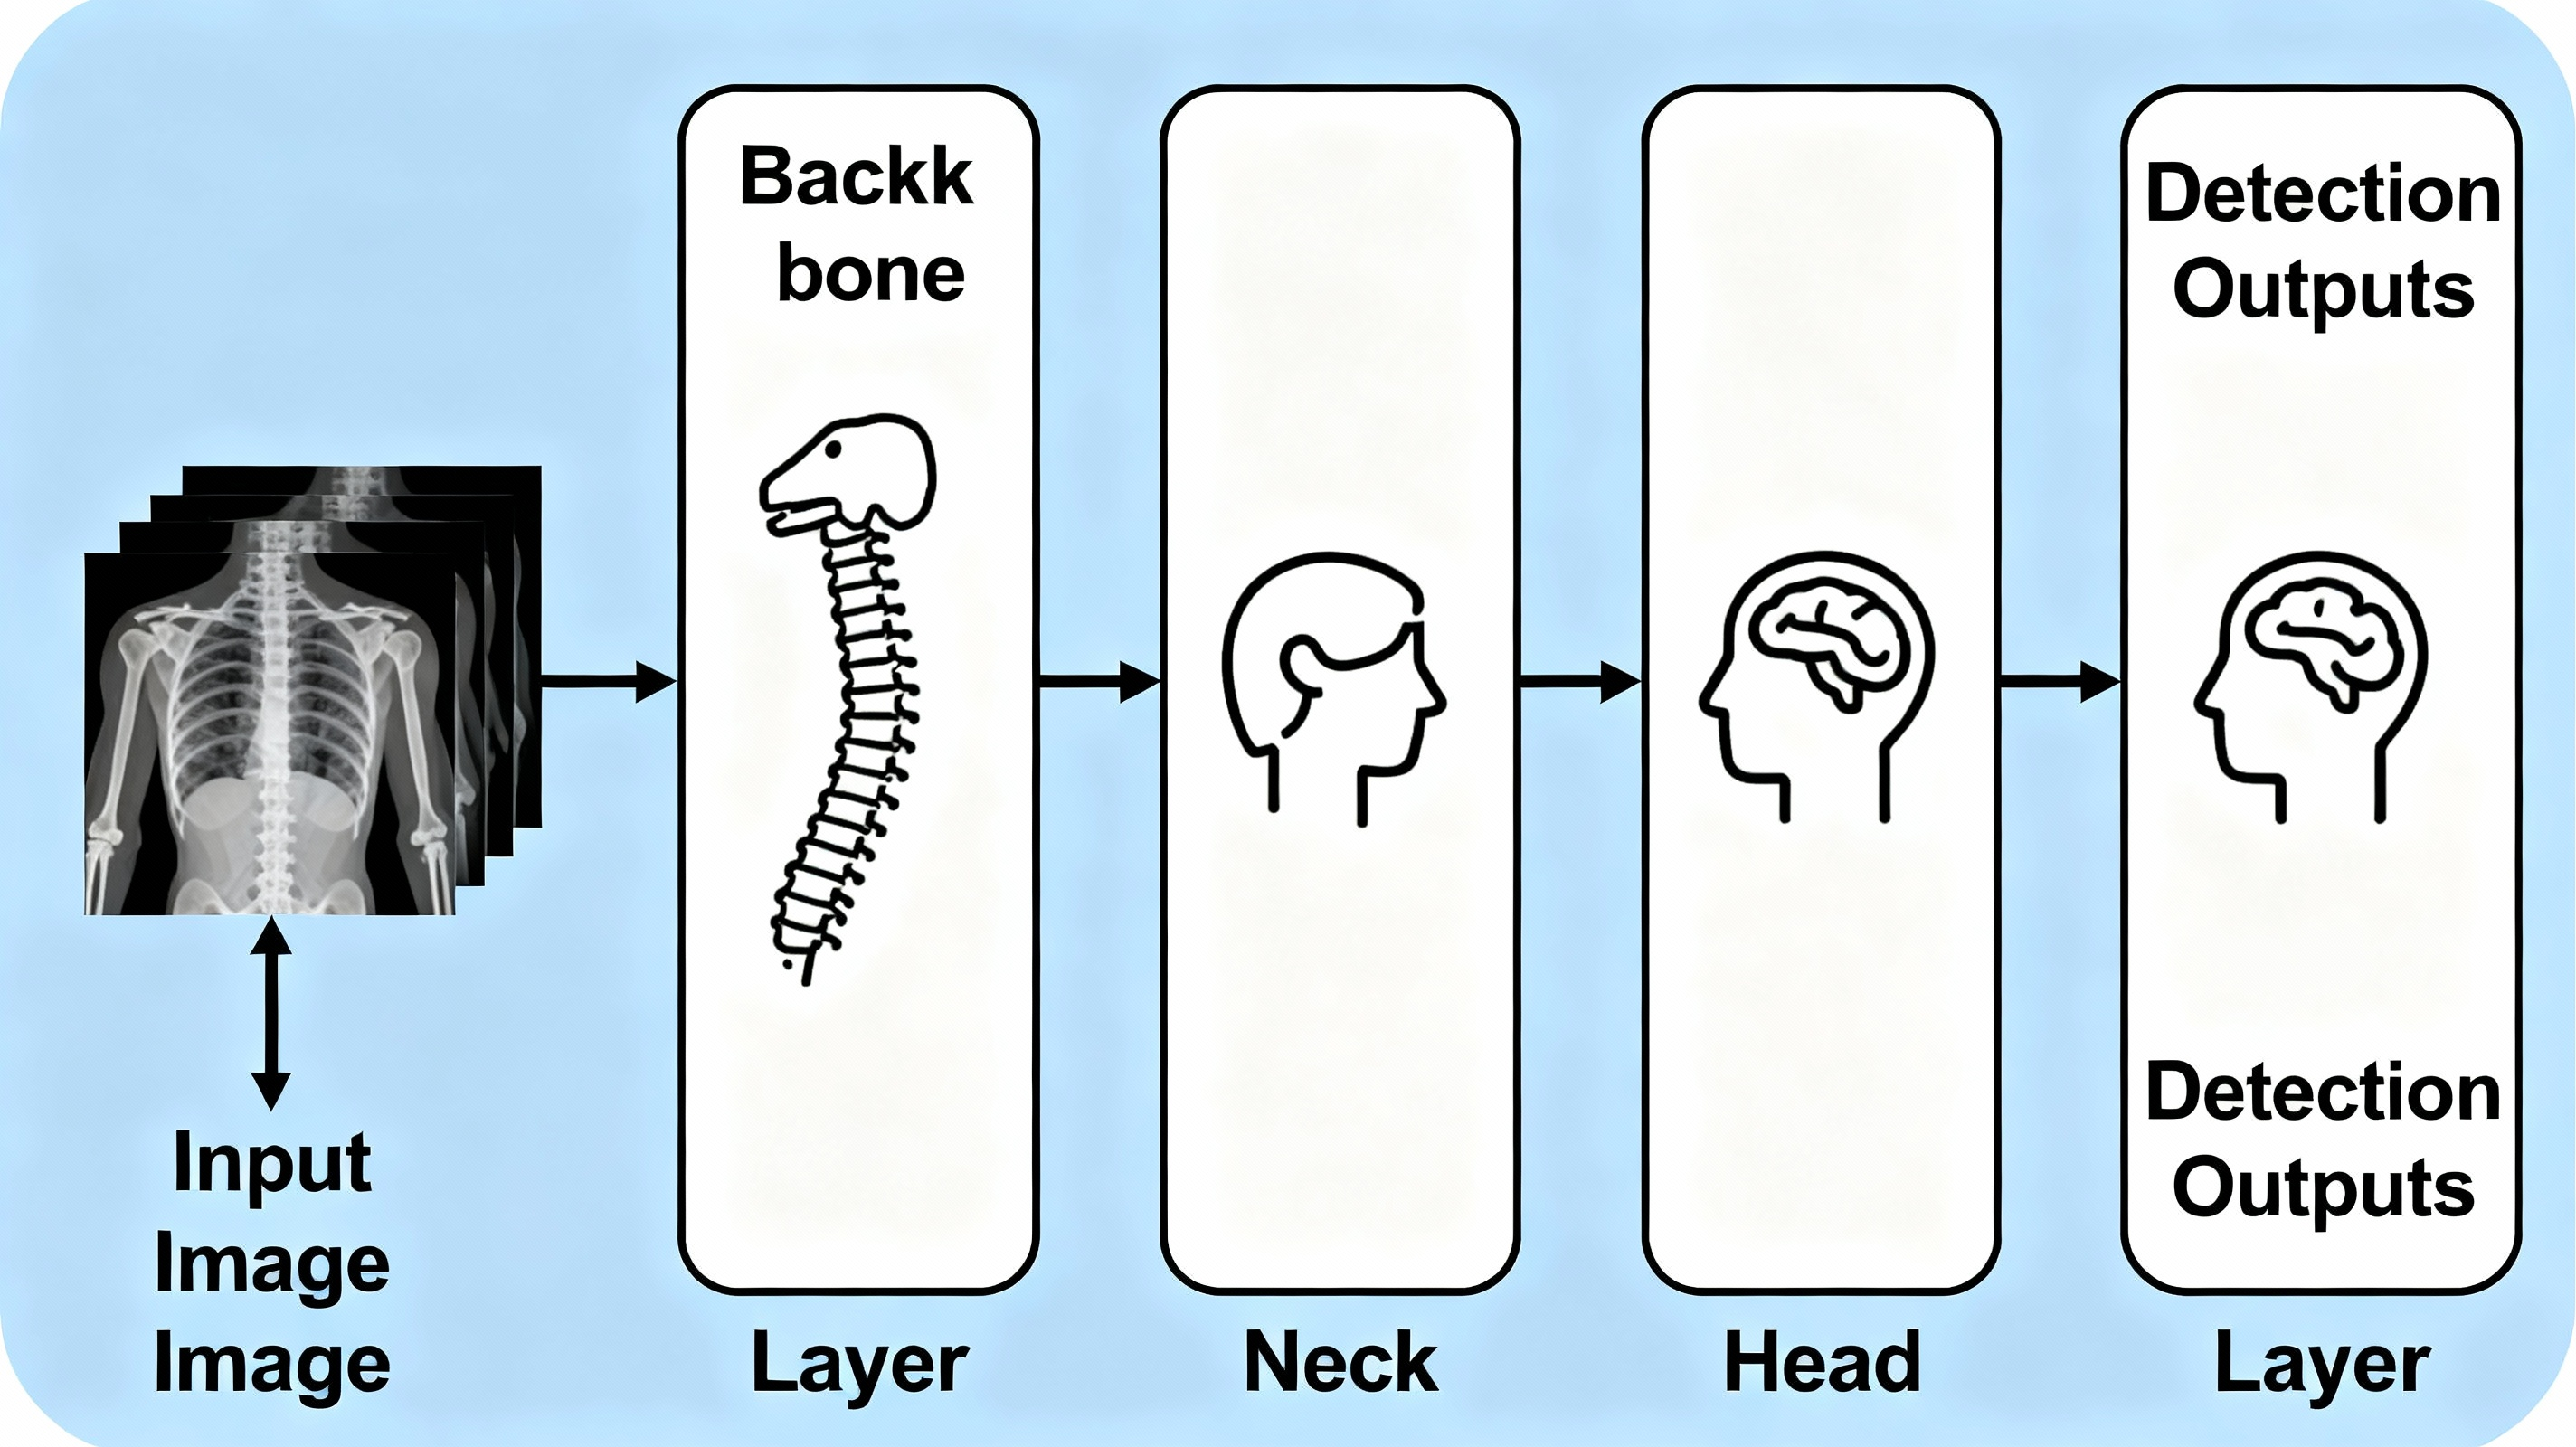 Backk
bone
Detection
Outputs
Detection
Outputs
Input
Image
Image
Layer
Neck
Head
Layer